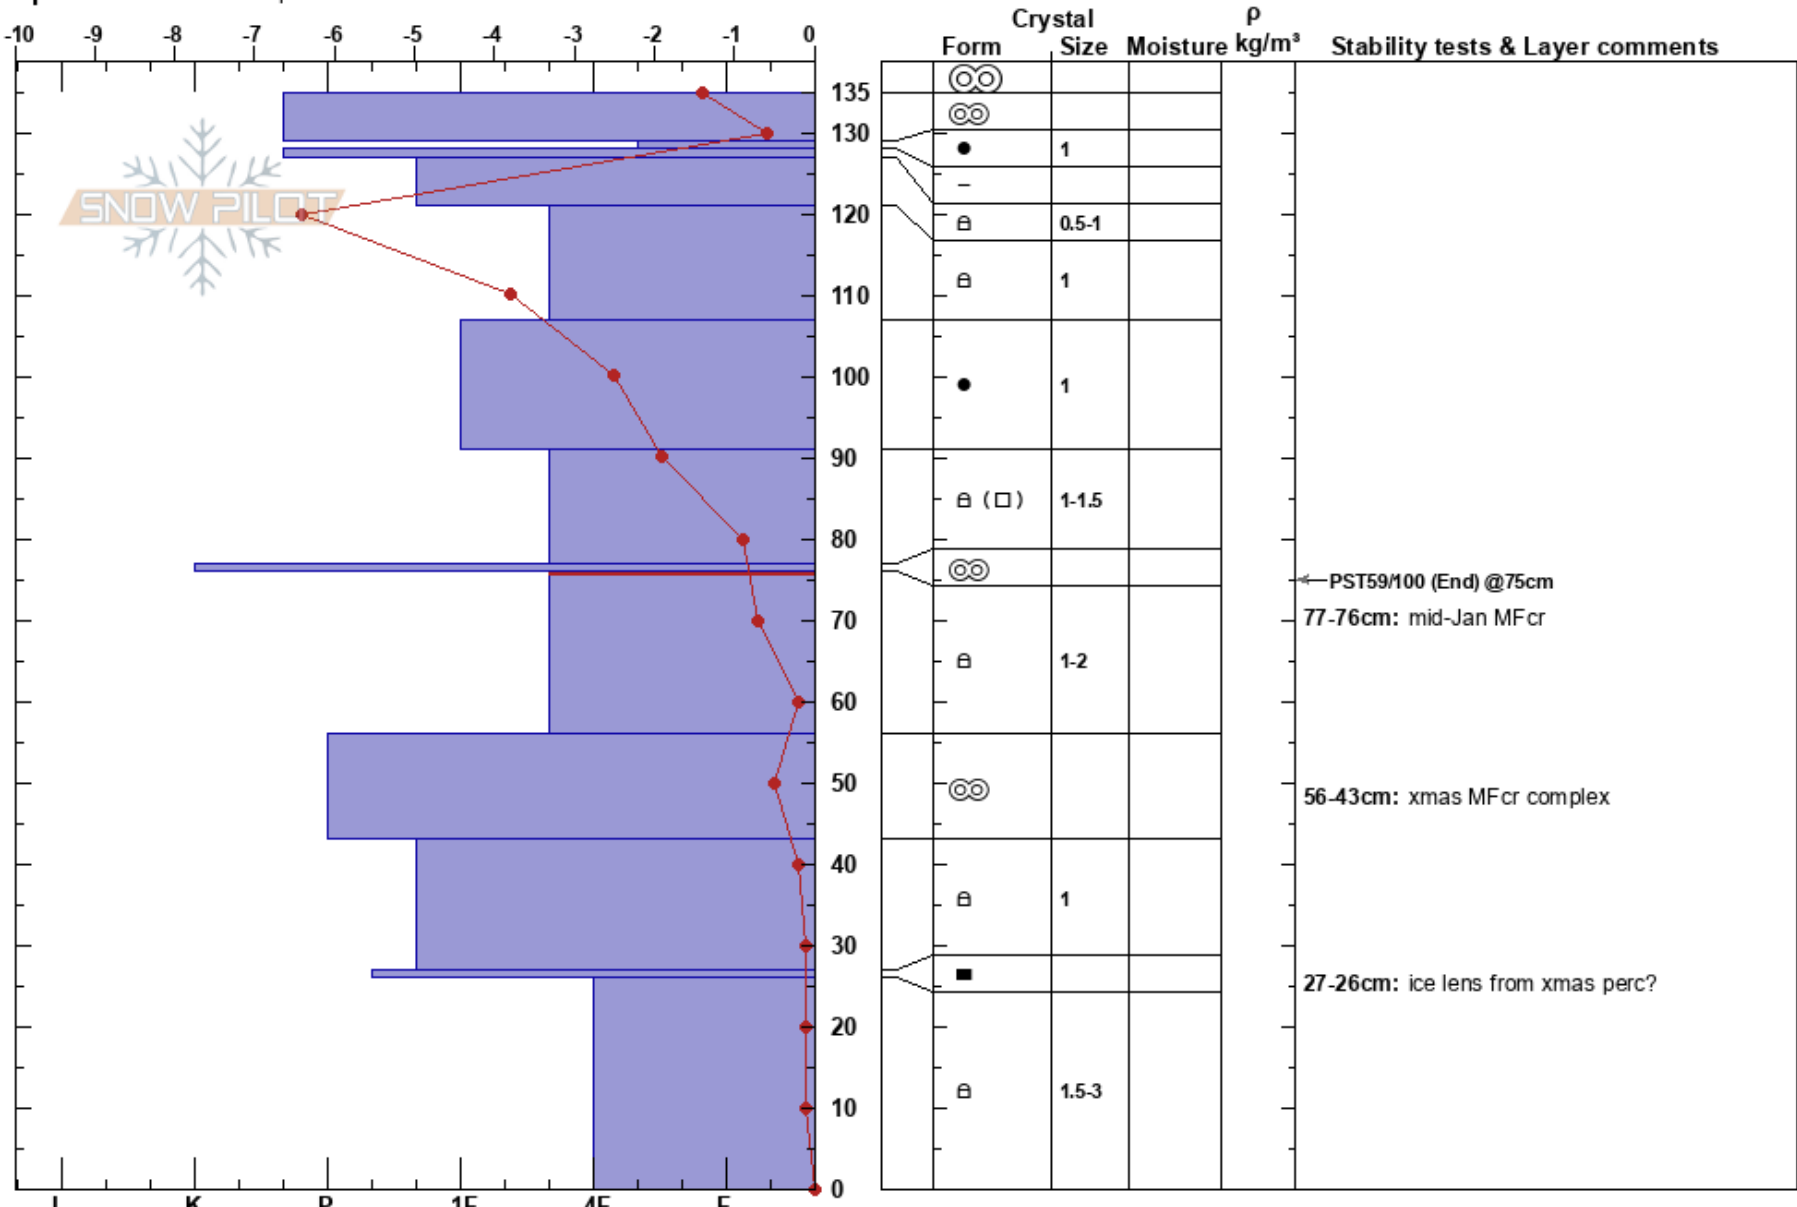 Crystal ρ
-10 -9 -8 -7 -6 -5 -4 -3 -2 -1 0 Form Size Moisture kg/m³ Stability tests & Layer comments
135
130
1
SNOW PILOT
120 0.5-1
110 1
100 1
90
1-1.5
80
PST59/100 (End) @75cm
70 77-76cm: mid-Jan MFcr
1-2
60
50 56-43cm: xmas MFcr complex
40
1
30
27-26cm: ice lens from xmas perc?
20
10 1.5-3
0
I K P 1F 4F F